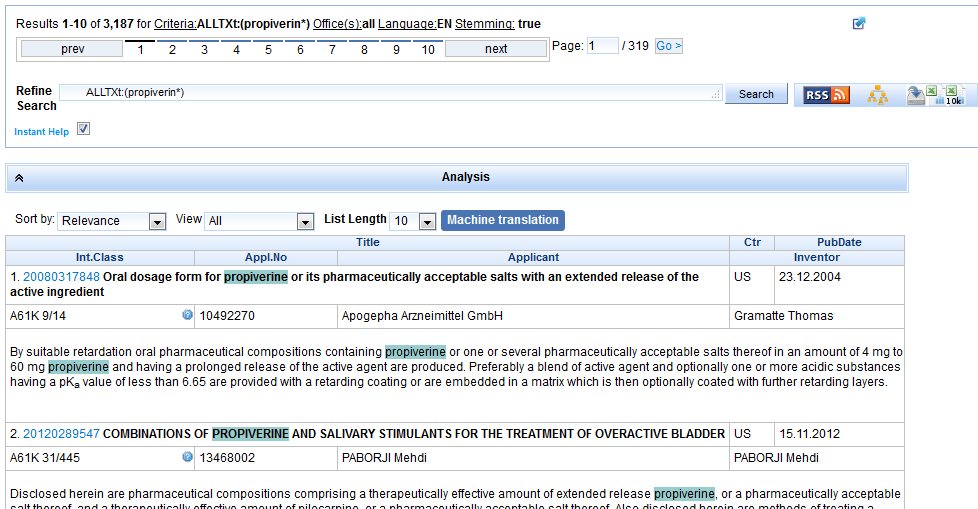 Results 1-10 of 3,187 for Criteria:ALLTXt:(propiverin*) Office(s):all Language:EN Stemming: true
prev 1 2 3 4 5 6 7 8 9 10 next Page: 1 / 319 Go >
Refine Search ALLTXt:(propiverin*) Search RSS 10k
Instant Help
Analysis
Sort by: Relevance View All List Length 10 Machine translation
Title Ctr PubDate
Int.Class Appl.No Applicant Inventor
1. 20080317848 Oral dosage form for propiverine or its pharmaceutically acceptable salts with an extended release of the US 23.12.2004
active ingredient
A61K 9/14 10492270 Apogepha Arzneimittel GmbH Gramatte Thomas
By suitable retardation oral pharmaceutical compositions containing propiverine or one or several pharmaceutically acceptable salts thereof in an amount of 4 mg to
60 mg propiverine and having a prolonged release of the active agent are produced. Preferably a blend of active agent and optionally one or more acidic substances
having a pKa value of less than 6.65 are provided with a retarding coating or are embedded in a matrix which is then optionally coated with further retarding layers.
2. 20120289547 COMBINATIONS OF PROPIVERINE AND SALIVARY STIMULANTS FOR THE TREATMENT OF OVERACTIVE BLADDER US 15.11.2012
A61K 31/445 13468002 PABORJI Mehdi PABORJI Mehdi
Disclosed herein are pharmaceutical compositions comprising a therapeutically effective amount of extended release propiverine, or a pharmaceutically acceptable
salt thereof, and a therapeutically effective amount of pilocarpine, or a pharmaceutically acceptable salt thereof. Also disclosed herein are methods of treating a